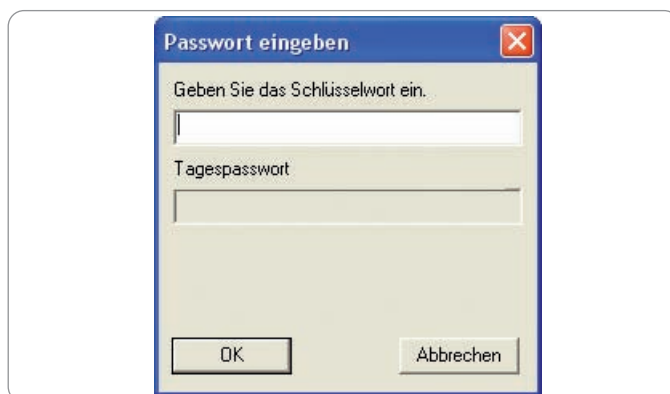 Passwort eingeben
Geben Sie das Schlüsselwort ein.
Tagespasswort
OK
Abbrechen